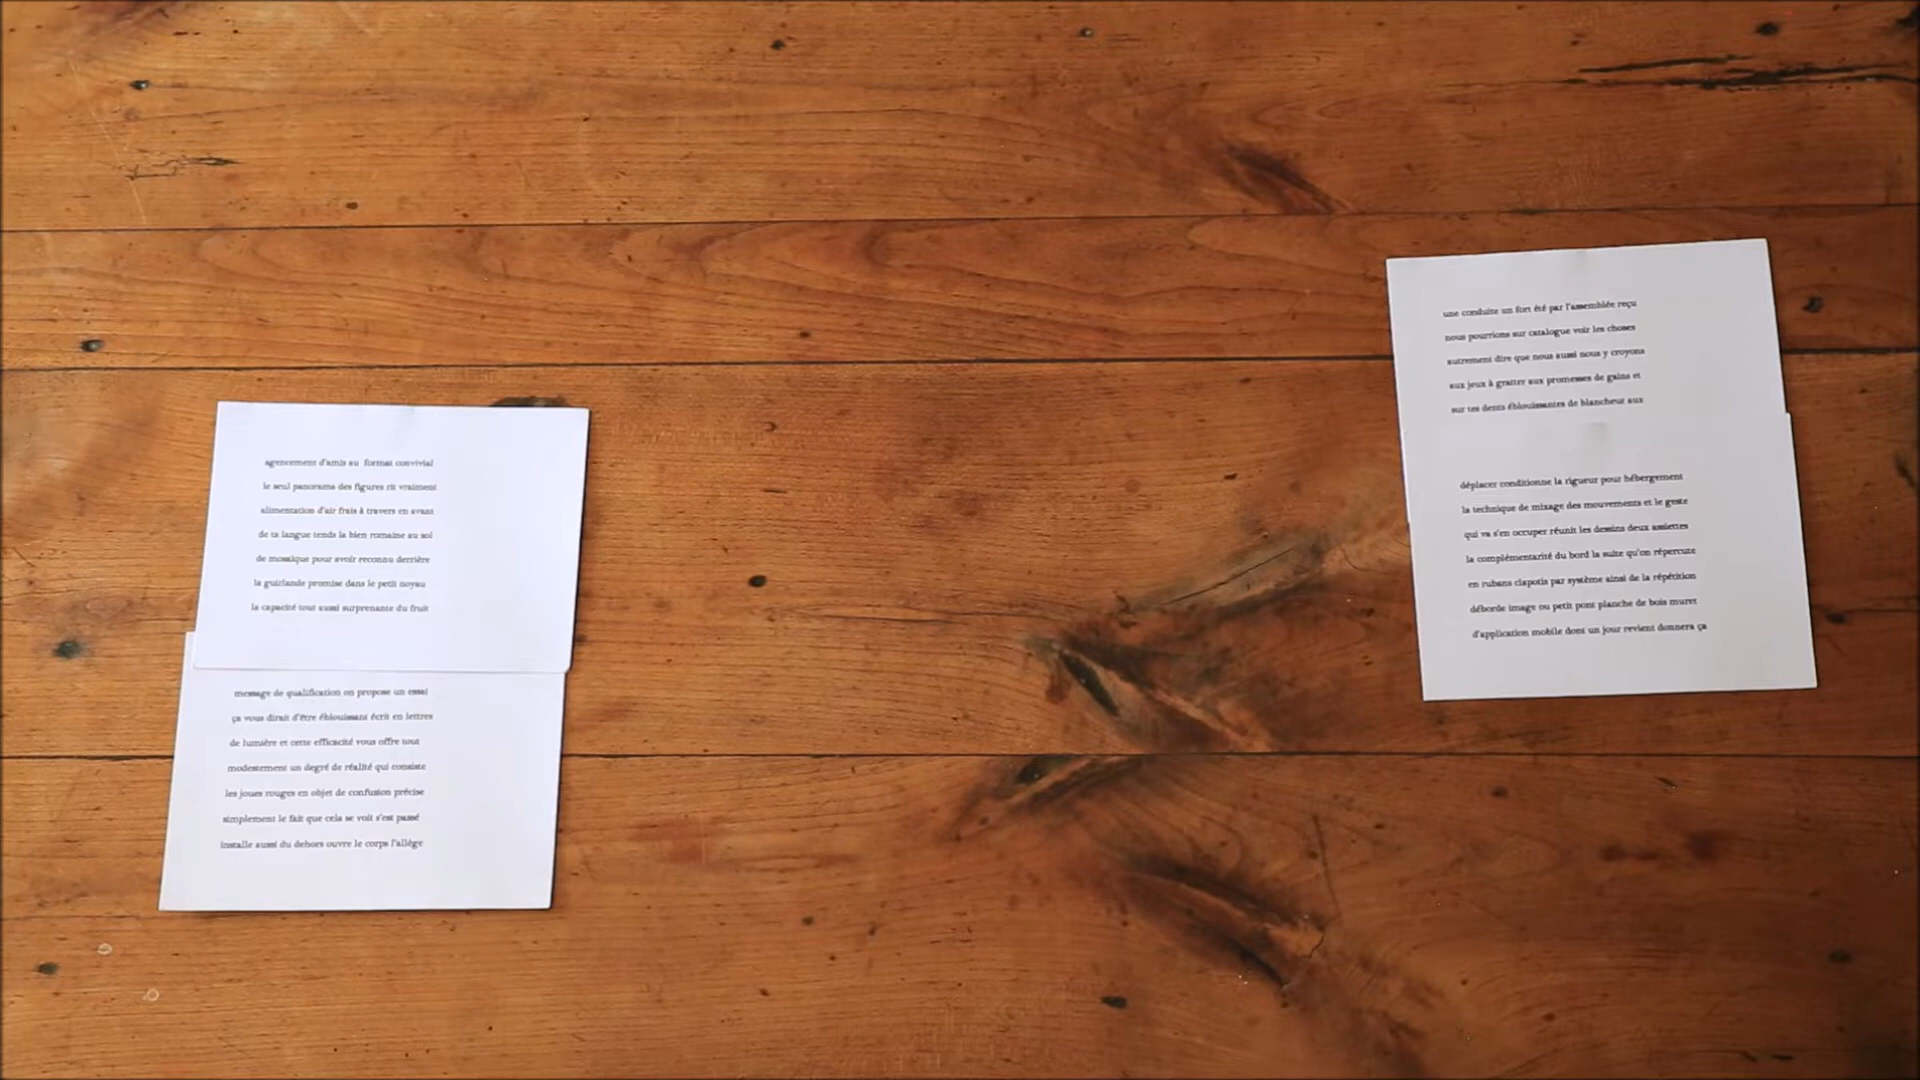 agencement d'amis au format convivial
le seul panorama des figures rit vraiment
alimentation d'air frais à travers en avant
de ta langue tends la bien romaine au sol
de mosaïque pour avoir reconnu derrière
la guirlande promise dans le petit noyau
la capacité tout aussi surprenante du fruit
message de qualification on propose un essai
ça vous dirait d'être éblouissant écrit en lettres
de lumière et cette efficacité vous offre tout
modestement un degré de réalité qui consiste
les joues rouges en objet de confusion précise
simplement le fait que cela se voit s'est passé
installe aussi du dehors ouvre le corps l'allège
une conduite un fort été par l'assemblée reçu
nous pourrions sur catalogue voir les choses
autrement dire que nous aussi nous y croyons
aux jeux à gratter aux promesses de gains et
sur tes dents éblouissantes de blancheur aux
déplacer conditionne la rigueur pour hébergement
la technique de mixage des mouvements et le geste
qui va s'en occuper réunit les dessins deux assiettes
la complémentarité du bord la suite qu'on répercute
en rubans clapotis par système ainsi de la répétition
déborde image ou petit pont planche de bois muret
d'application mobile dont un jour revient donnera ça